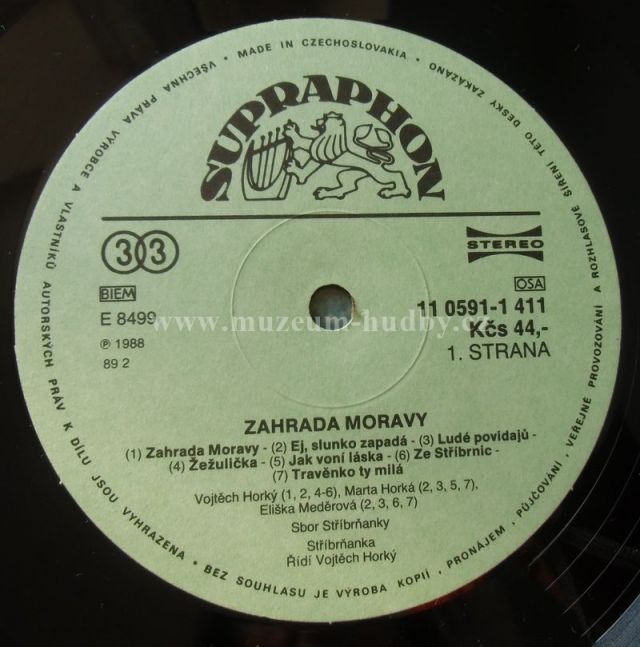 VŠECHNA PRÁVA VÝROBCE A VLASTNÍKŮ AUTORSKÝCH PRÁV K DÍLU JSOU VYHRAZENA • BEZ SOUHLASU JE VÝROBA KOPIÍ, PRONÁJEM, PŮJČOVÁNÍ, VEŘEJNÉ PROVOZOVÁNÍ A ROZHLASOVÉ ŠÍŘENÍ TÉTO DESKY ZAKÁZÁNO • MADE IN CZECHOSLOVAKIA •
SUPRAPHON
33
STEREO
BIEM
OSA
E 8499
11 0591-1 411
www.muzeum-hudby.cz
Kčs 44,-
℗ 1988
1. STRANA
89 2
ZAHRADA MORAVY
(1) Zahrada Moravy - (2) Ej, slunko zapadá - (3) Ludé povidajů -
(4) Žežulička - (5) Jak voní láska - (6) Ze Stříbrnic -
(7) Travěnko ty milá
Vojtěch Horký (1, 2, 4-6), Marta Horká (2, 3, 5, 7),
Eliška Meděrová (2, 3, 6, 7)
Sbor Stříbrňanky
Stříbrňanka
Řídí Vojtěch Horký